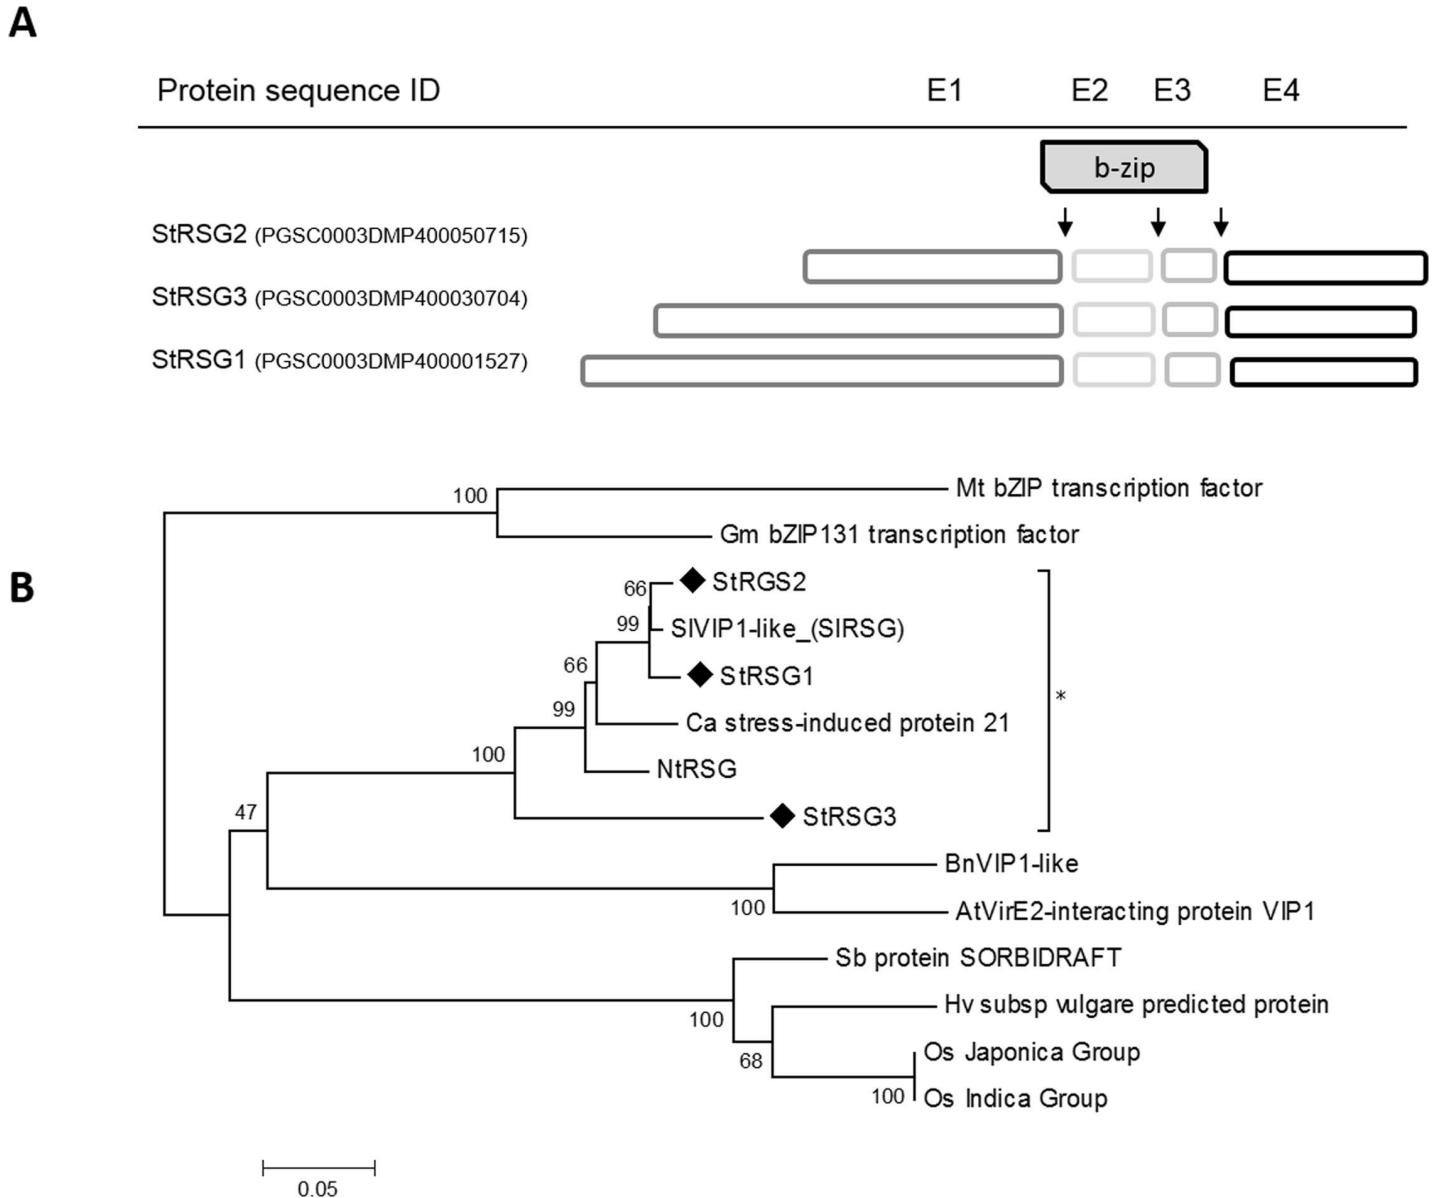 A
Protein sequence ID E1 E2 E3 E4
b-zip
StRSG2 (PGSC0003DMP400050715)
StRSG3 (PGSC0003DMP400030704)
StRSG1 (PGSC0003DMP400001527)
B
100 Mt bZIP transcription factor
Gm bZIP131 transcription factor
66 StRGS2
99 SlVIP1-like_(SlRSG)
66 StRSG1
99 Ca stress-induced protein 21
*
100 NtRSG
47 StRSG3
BnVIP1-like
100 AtVirE2-interacting protein VIP1
Sb protein SORBIDRAFT
100 Hv subsp vulgare predicted protein
68 Os Japonica Group
100 Os Indica Group
0.05